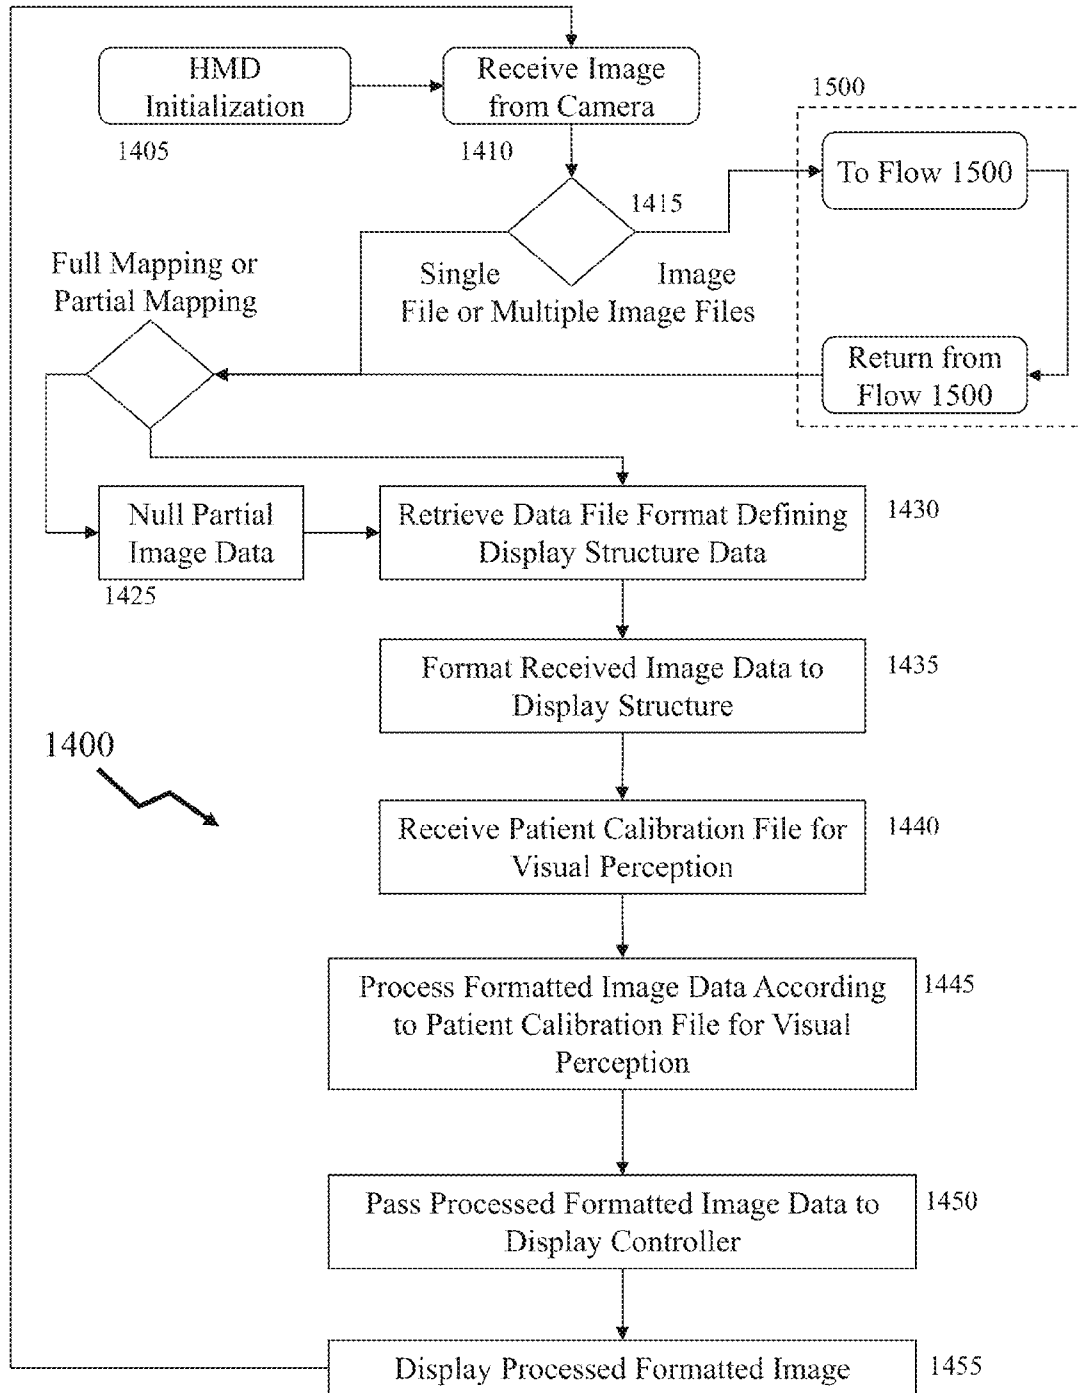 HMD
Initialization
1405
Receive Image
from Camera
1410
1415
1500
To Flow 1500
Return from
Flow 1500
Single Image
File or Multiple Image Files
Full Mapping or
Partial Mapping
Null Partial
Image Data
1425
Retrieve Data File Format Defining
Display Structure Data
1430
Format Received Image Data to
Display Structure
1435
1400
Receive Patient Calibration File for
Visual Perception
1440
Process Formatted Image Data According
to Patient Calibration File for Visual
Perception
1445
Pass Processed Formatted Image Data to
Display Controller
1450
Display Processed Formatted Image
1455